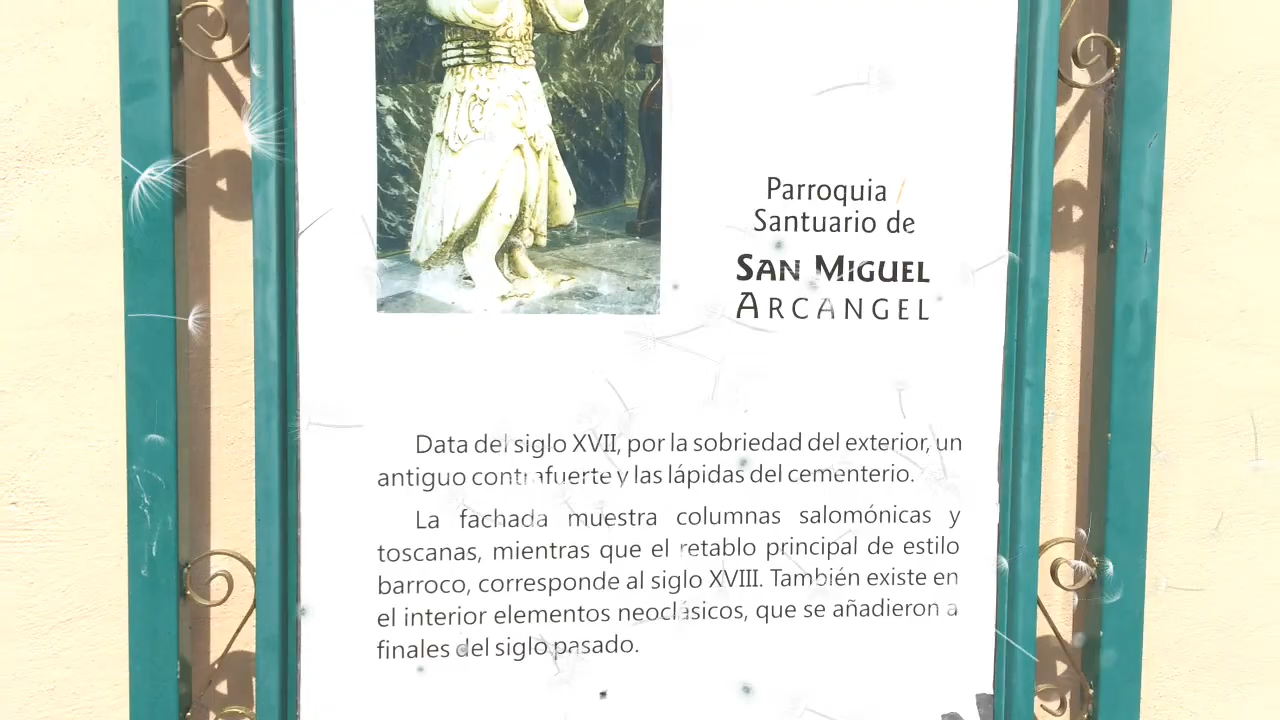 Parroquia /
Santuario de
SAN MIGUEL
ARCANGEL
Data del siglo XVII, por la sobriedad del exterior, un
antiguo contrafuerte y las lápidas del cementerio.
La fachada muestra columnas salomónicas y
toscanas, mientras que el retablo principal de estilo
barroco, corresponde al siglo XVIII. También existe en
el interior elementos neoclásicos, que se añadieron a
finales del siglo pasado.